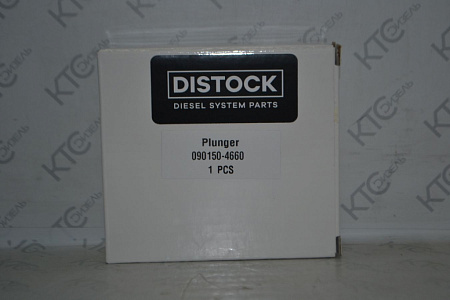 DISTOCK
DIESEL SYSTEM PARTS
Plunger
090150-4660
1 PCS